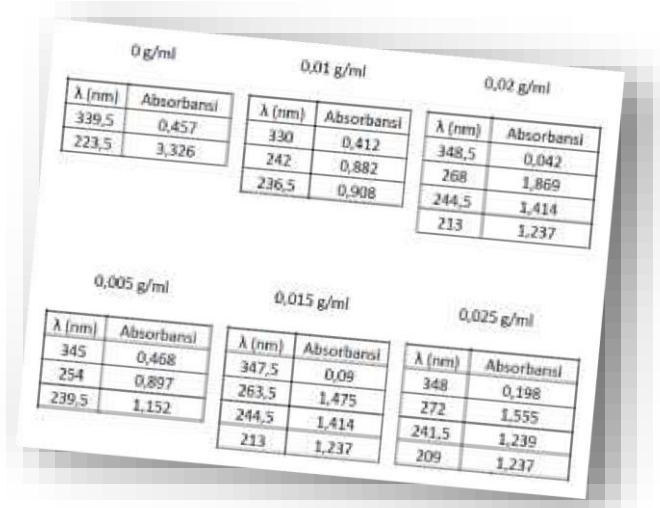 0 g/ml
λ (nm) Absorbansi
339,5 0,457
223,5 3,326
0,01 g/ml
λ (nm) Absorbansi
330 0,412
242 0,882
236,5 0,908
0,02 g/ml
λ (nm) Absorbansi
348,5 0,042
268 1,869
244,5 1,414
213 1,237
0,005 g/ml
λ (nm) Absorbansi
345 0,468
254 0,897
239,5 1,152
0,015 g/ml
λ (nm) Absorbansi
347,5 0,09
263,5 1,475
244,5 1,414
213 1,237
0,025 g/ml
λ (nm) Absorbansi
348 0,198
272 1,555
241,5 1,239
209 1,237